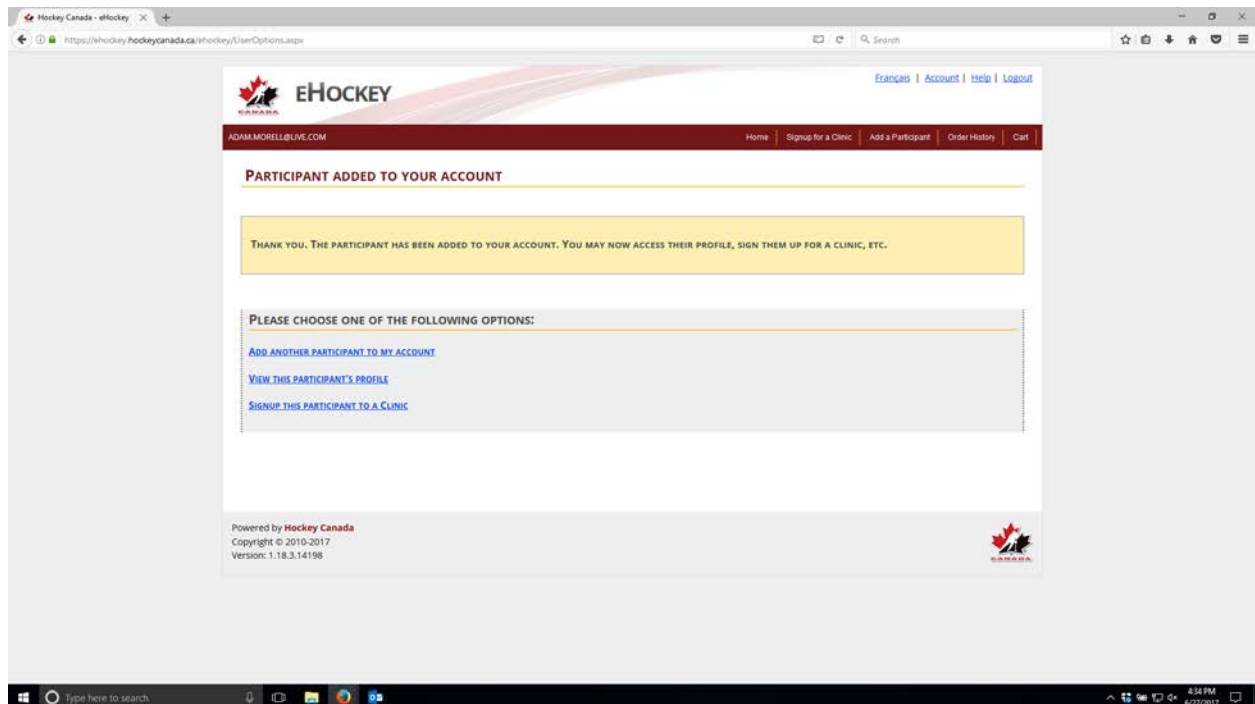 Hockey Canada - eHockey
https://ehockey.hockeycanada.ca/ehockey/UserOptions.aspx
Search
CANADA
eHockey
Français | Account | Help | Logout
ADAM.MORELL@LIVE.COM
Home | Signup for a Clinic | Add a Participant | Order History | Cart
Participant added to your account
Thank you. The participant has been added to your account. You may now access their profile, sign them up for a clinic, etc.
Please choose one of the following options:
Add another participant to my account
View this participant's profile
Signup this participant to a Clinic
Powered by Hockey Canada
Copyright © 2010-2017
Version: 1.18.3.14198
CANADA
Type here to search
4:34 PM
6/27/2017